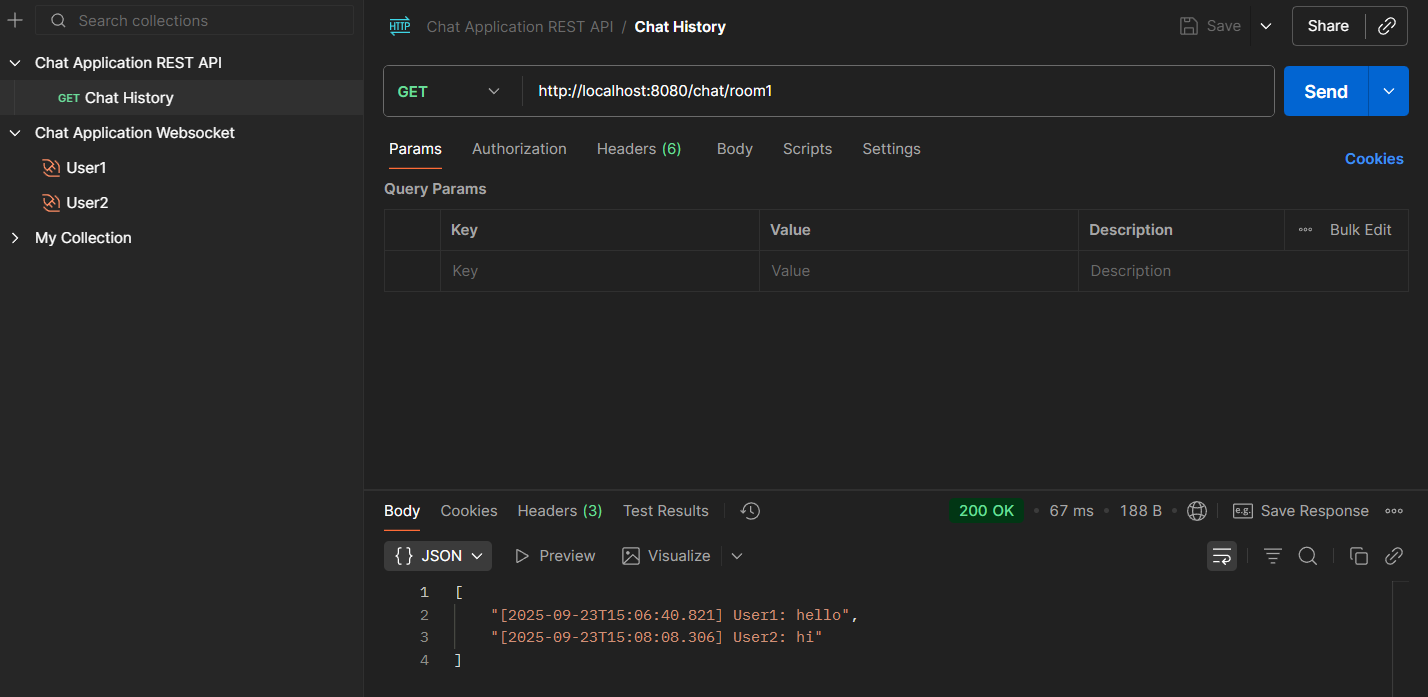 Search collections
Chat Application REST API
GET Chat History
Chat Application Websocket
User1
User2
My Collection
HTTP Chat Application REST API / Chat History Save Share
GET http://localhost:8080/chat/room1 Send
Params Authorization Headers (6) Body Scripts Settings Cookies
Query Params
Key Value Description Bulk Edit
Key Value Description
Body Cookies Headers (3) Test Results 200 OK • 67 ms • 188 B • e.g. Save Response
{} JSON Preview Visualize
1 [
2 "[2025-09-23T15:06:40.821] User1: hello",
3 "[2025-09-23T15:08:08.306] User2: hi"
4 ]